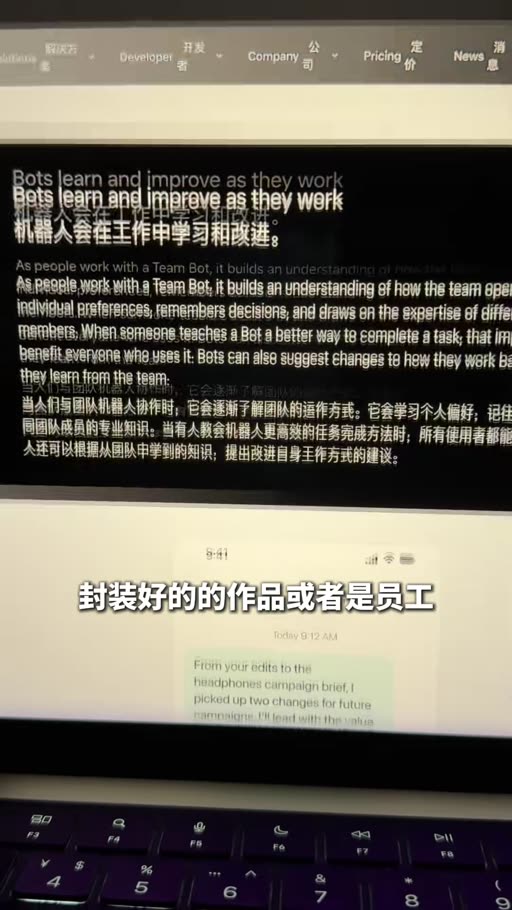 解决方案
Developer 开发者
Company 公司
Pricing 定价
News 消息
Bots learn and improve as they work
机器人会在工作中学习和改进。
As people work with a Team Bot, it builds an understanding of how the team
individual preferences, remembers decisions, and draws on the expertise of
members. When someone teaches a Bot a better way to complete a task, that
benefit everyone who uses it. Bots can also suggest changes to how they work
they learn from the team.
当人们与团队机器人协作时，它会逐渐了解团队的运作方式。它会学习个人偏好，记住
同团队成员的专业知识。当有人教会机器人更高效的任务完成方法时，所有使用者都能
人还可以根据从团队中学到的知识，提出改进自身工作方式的建议。
9:41
封装好的的作品或者是员工
Today 9:12 AM
From your edits to the
headphones campaign brief, I
picked up two changes for future
campaigns. I'll lead with the value
F3
F4
F5
F6
F7
F8
¥ $
4
%
5
… ^
6
&
7
*
8
(
9